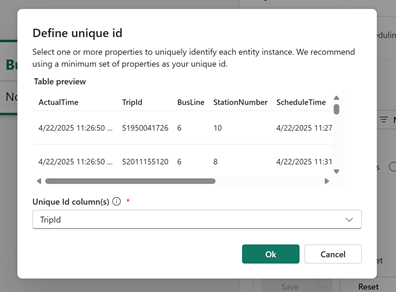 Define unique id
Select one or more properties to uniquely identify each entity instance. We recommend
using a minimum set of properties as your unique id.
Table preview
ActualTime TripId BusLine StationNumber ScheduleTime
4/22/2025 11:26:50 ... S1950041726 6 10 4/22/2025 11:27
4/22/2025 11:26:50 ... S2011155120 6 8 4/22/2025 11:31
Unique Id column(s) *
TripId
Ok Cancel
Save Reset